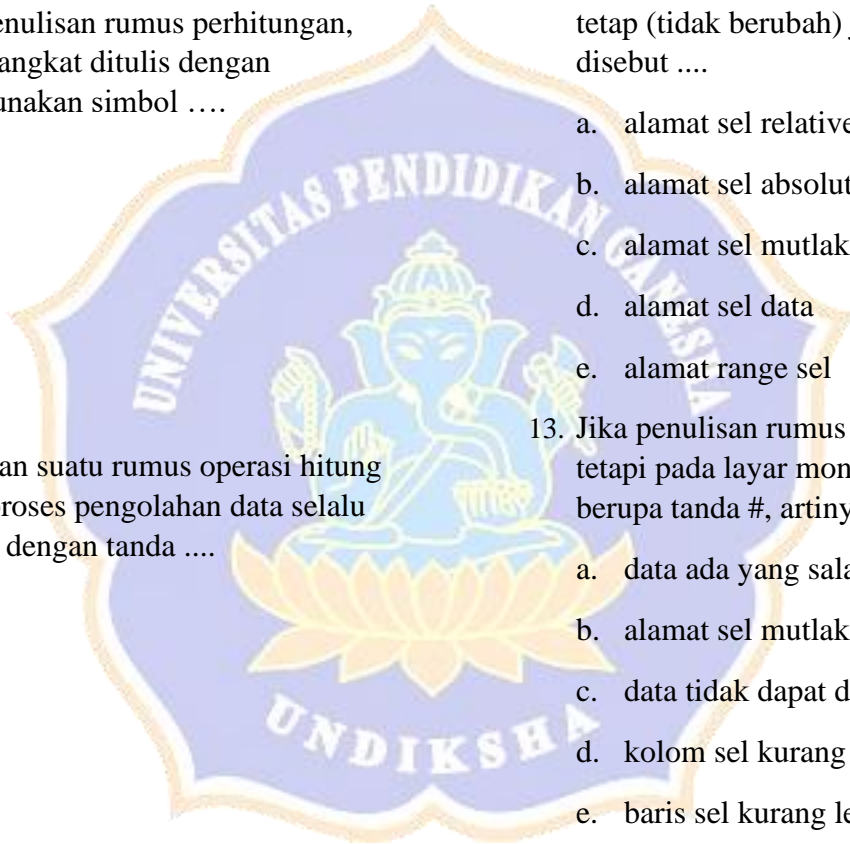 enulisan rumus perhitungan,
angkat ditulis dengan
unakan simbol ….
an suatu rumus operasi hitung
roses pengolahan data selalu
dengan tanda ....
tetap (tidak berubah)
disebut ....
a. alamat sel relative
b. alamat sel absolut
c. alamat sel mutlak
d. alamat sel data
e. alamat range sel
13. Jika penulisan rumus
tetapi pada layar mon
berupa tanda #, artiny
a. data ada yang sala
b. alamat sel mutlak
c. data tidak dapat d
d. kolom sel kurang
e. baris sel kurang le
UNIVERSITAS PENDIDIKAN GANESHA
UNDIKSHA